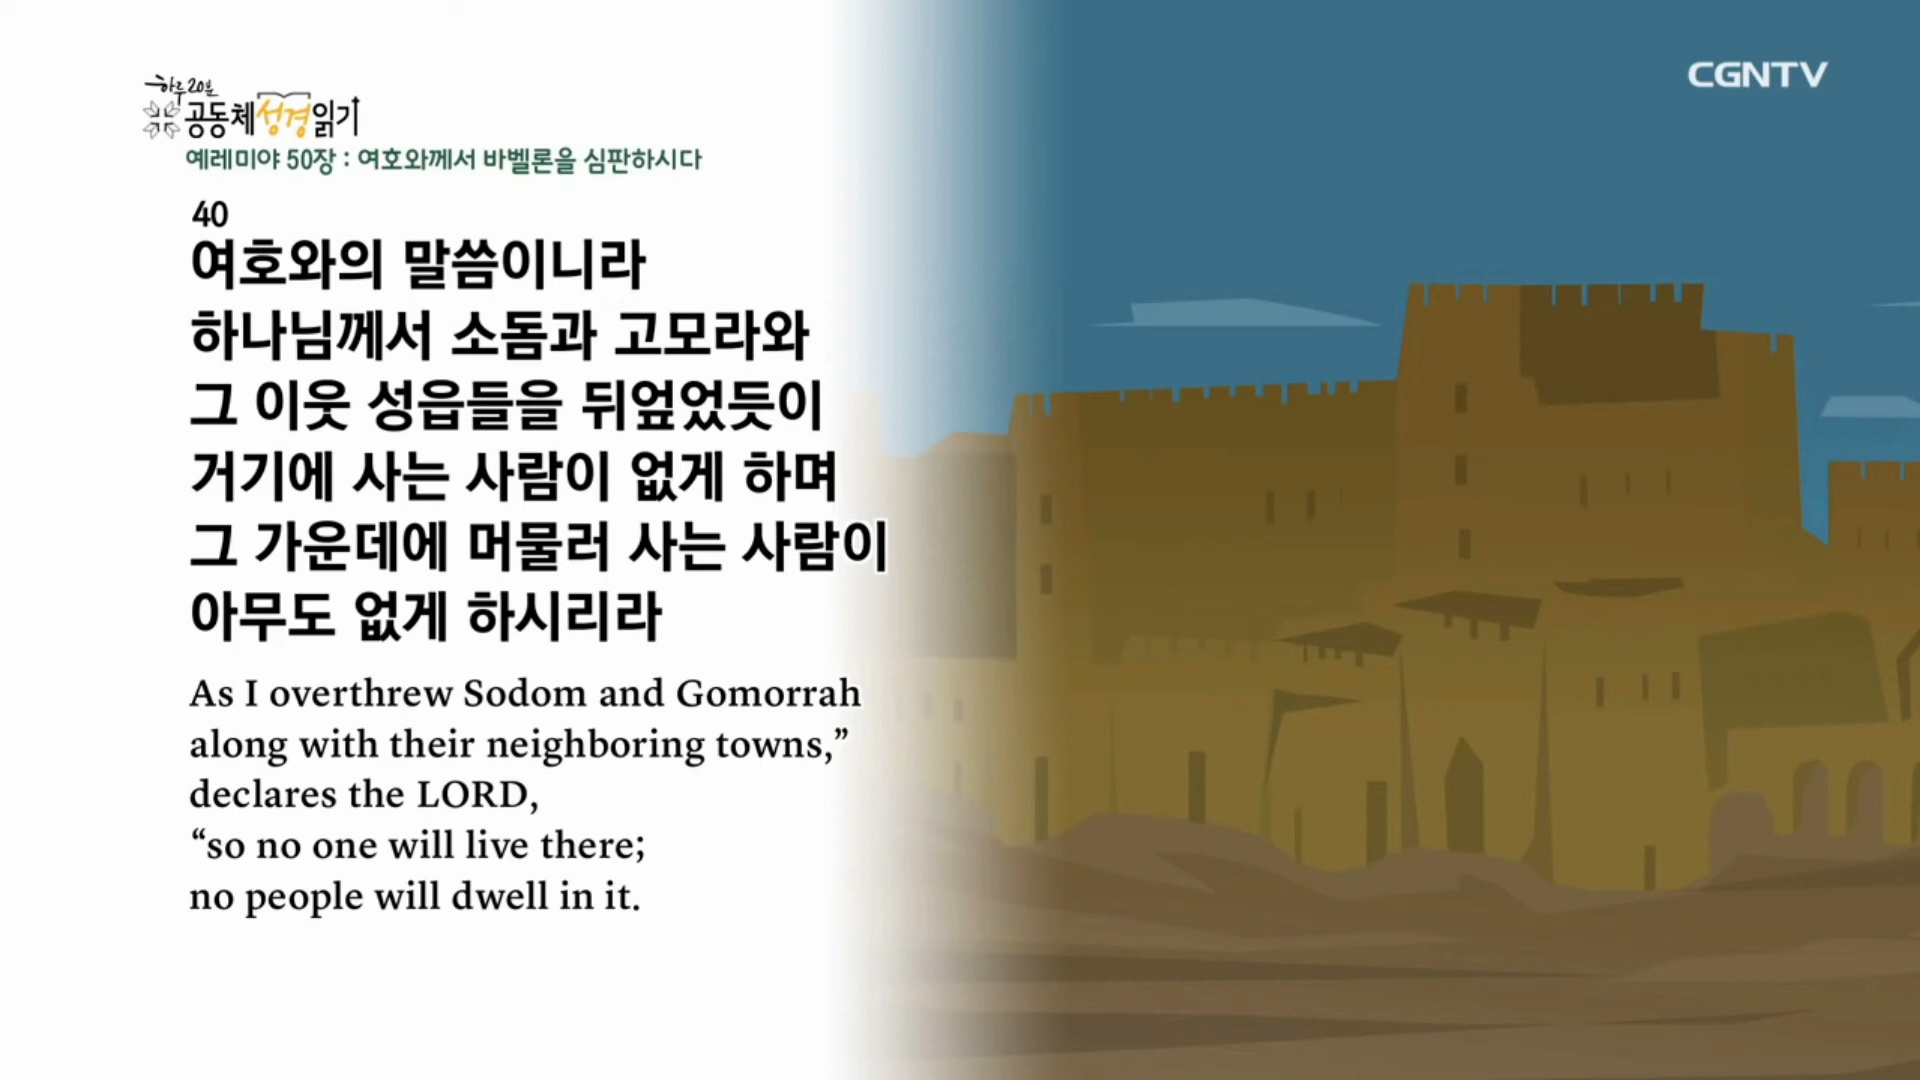 하루 20분
공동체성경읽기
CGNTV
예레미야 50장 : 여호와께서 바벨론을 심판하시다
40
여호와의 말씀이니라
하나님께서 소돔과 고모라와
그 이웃 성읍들을 뒤엎었듯이
거기에 사는 사람이 없게 하며
그 가운데에 머물러 사는 사람이
아무도 없게 하시리라
As I overthrew Sodom and Gomorrah
along with their neighboring towns,”
declares the LORD,
“so no one will live there;
no people will dwell in it.